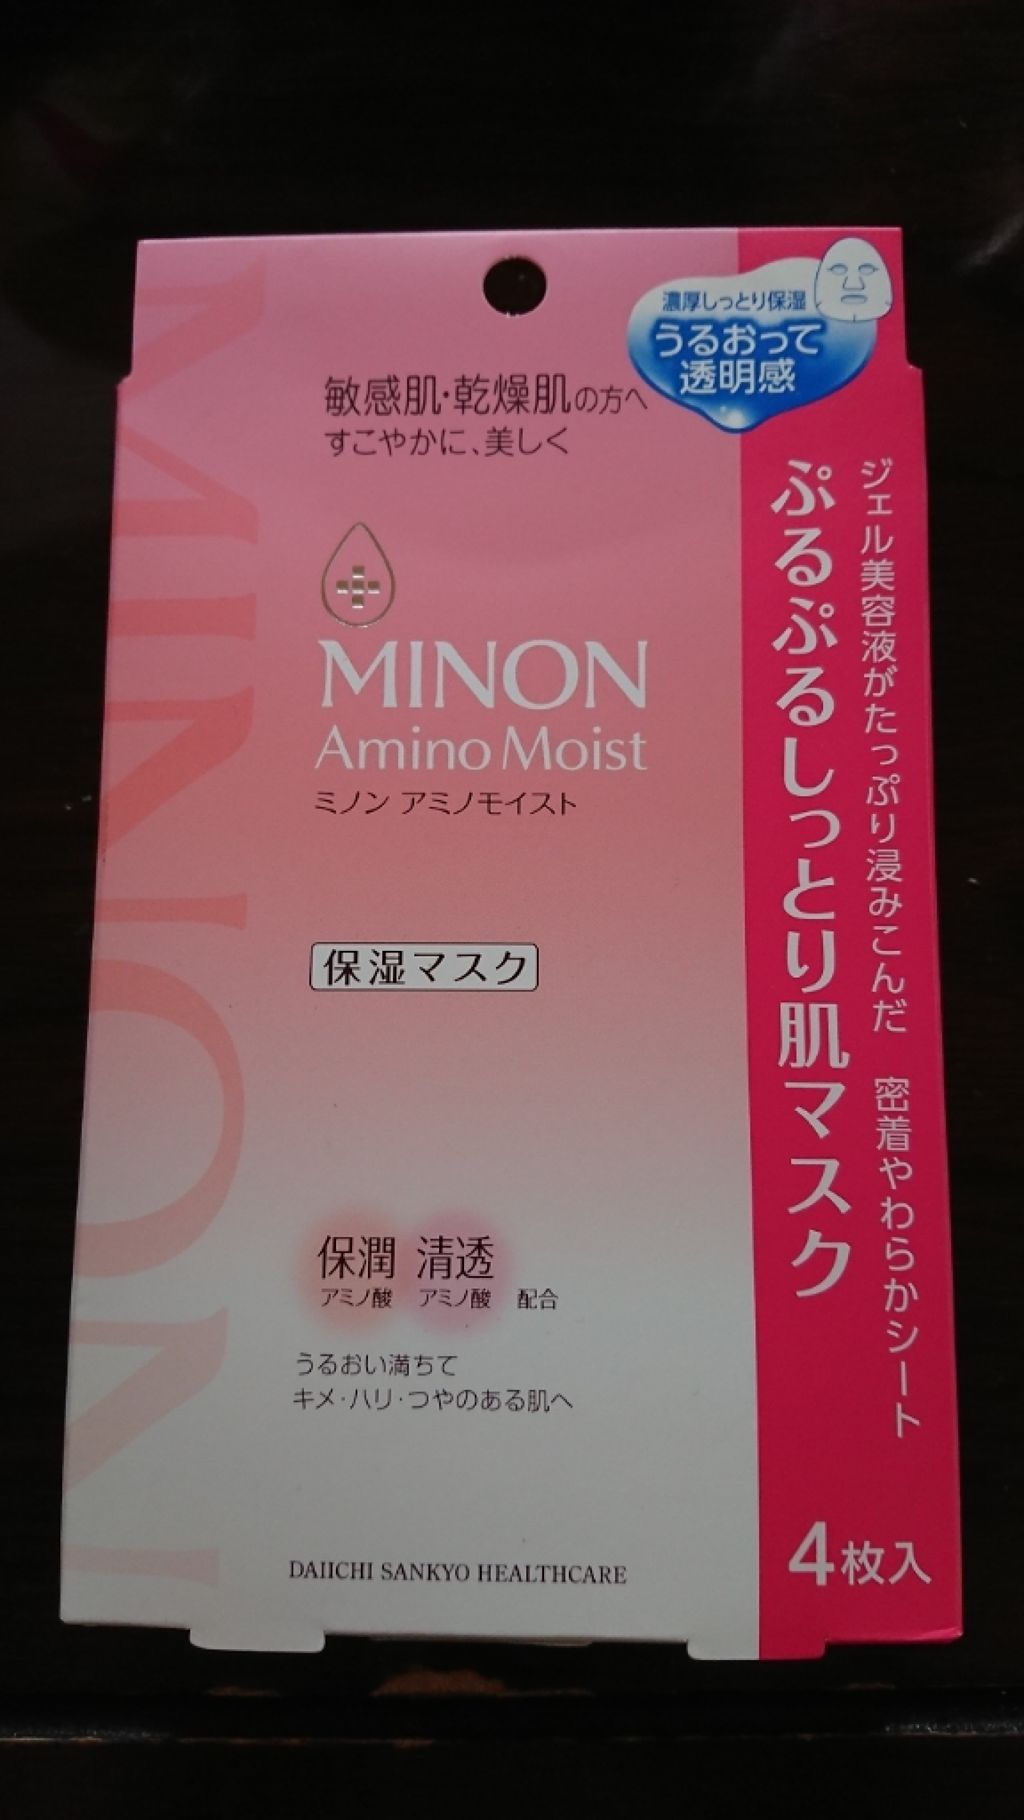 濃厚しっとり保湿
うるおって
透明感
敏感肌・乾燥肌の方へ
すこやかに、美しく
MINON
Amino Moist
ミノン アミノモイスト
保湿マスク
保潤 清透
アミノ酸 アミノ酸 配合
うるおい満ちて
キメ・ハリ・つやのある肌へ
DAIICHI SANKYO HEALTHCARE
ジェル美容液がたっぷり浸みこんだ 密着やわらかシート
ぷるぷるしっとり肌マスク
4枚入
MINON